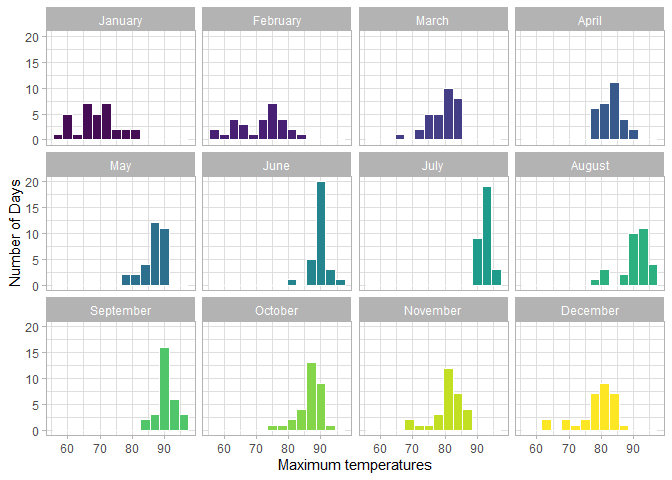 January February March April
20
15
10
5
0
May June July August
20
15
10
5
0
September October November December
20
15
10
5
0
60 70 80 90 60 70 80 90 60 70 80 90 60 70 80 90
Maximum temperatures
Number of Days